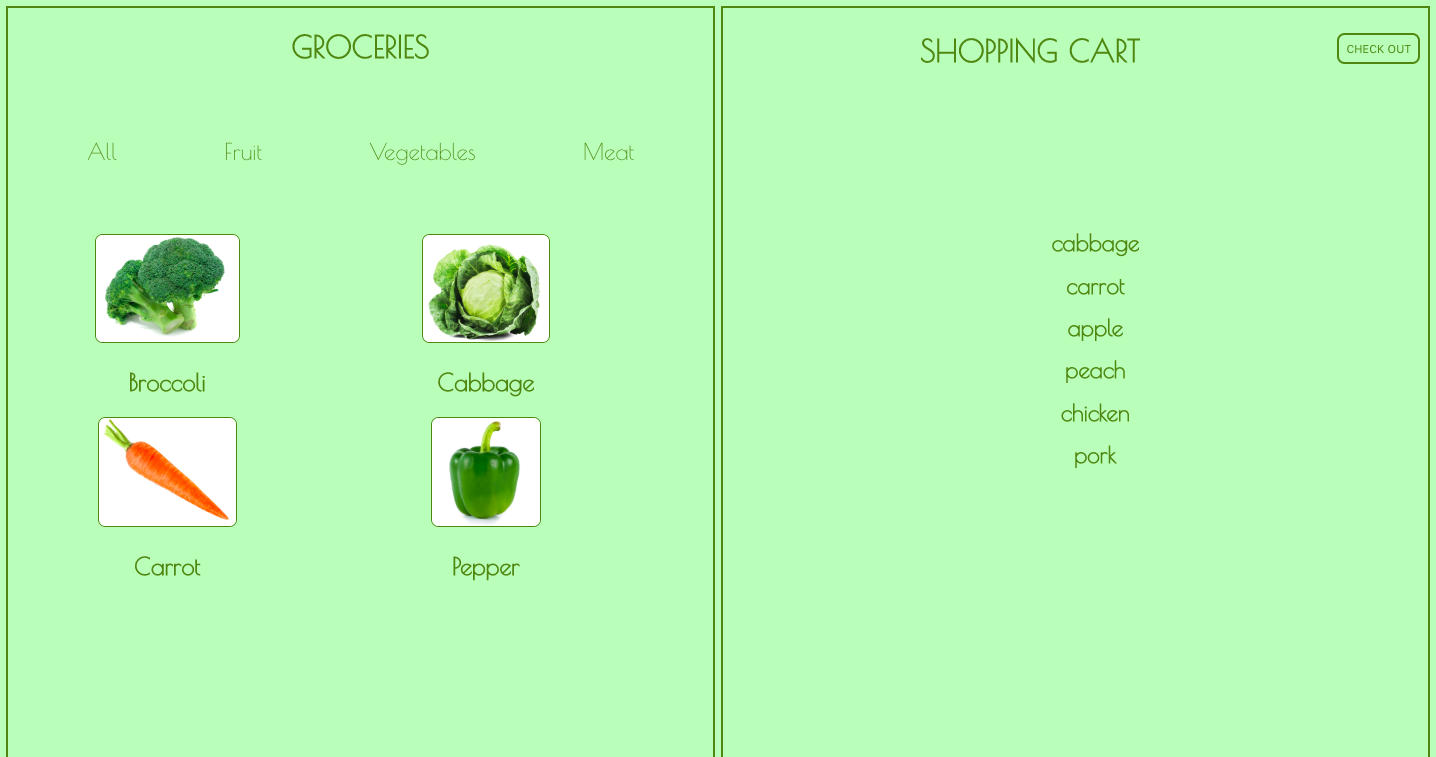 GROCERIES
All Fruit Vegetables Meat
Broccoli Cabbage
Carrot Pepper
SHOPPING CART
CHECK OUT
cabbage
carrot
apple
peach
chicken
pork